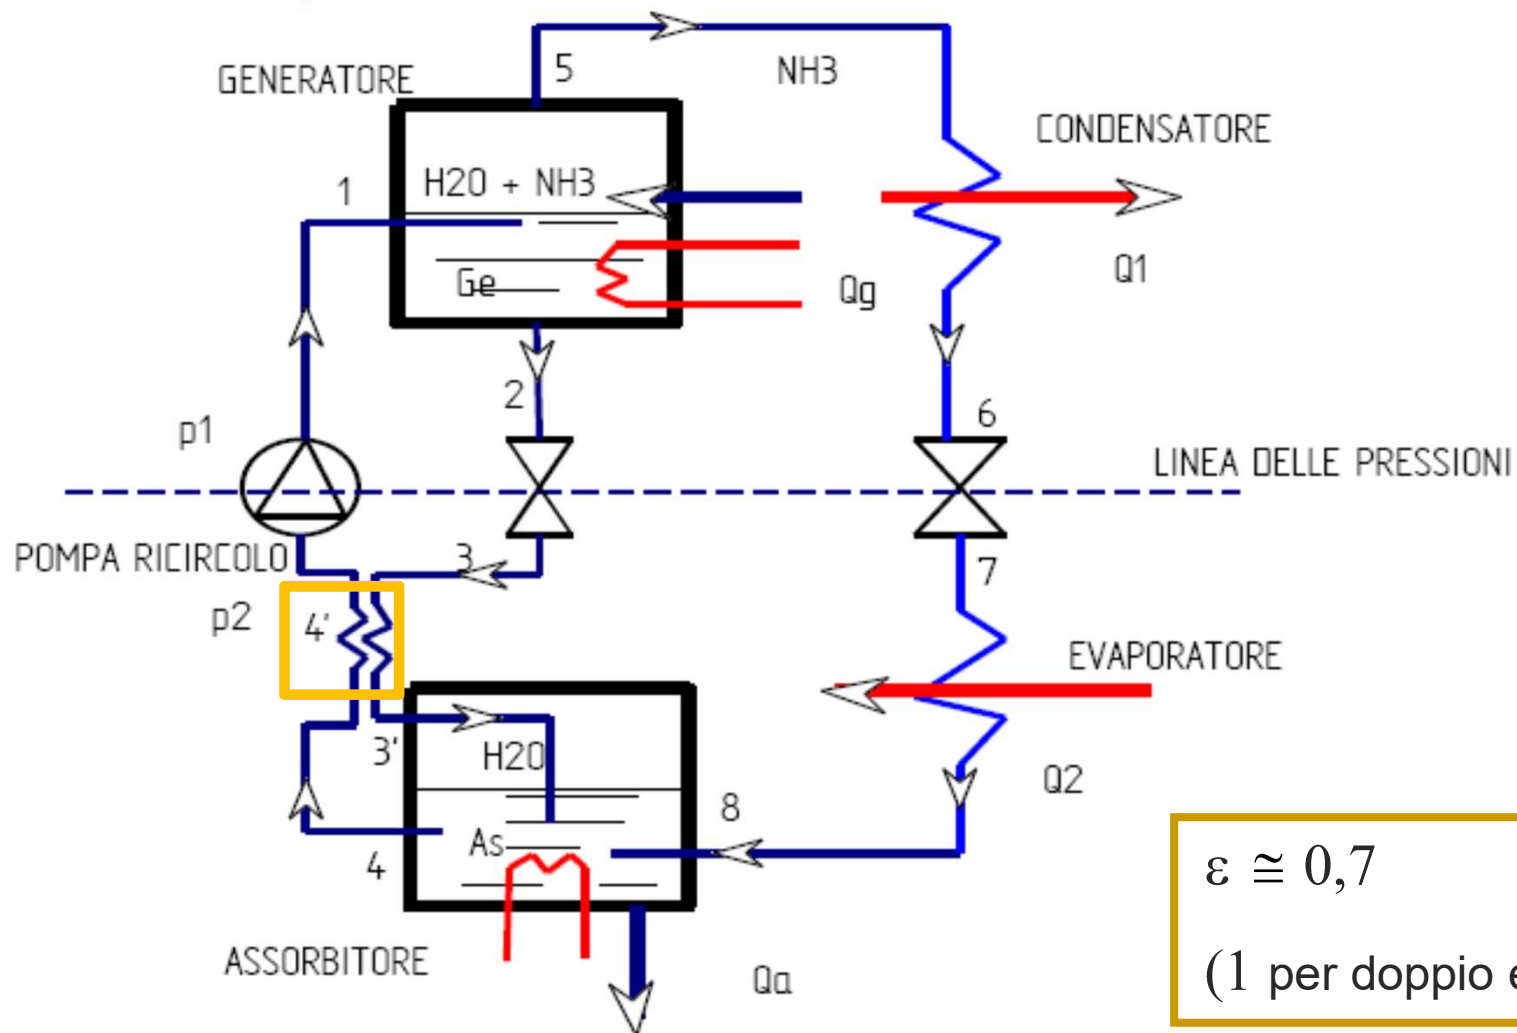 5
NH3
GENERATORE
CONDENSATORE
1
H2O + NH3
Q1
Ge
Qg
2
6
p1
LINEA DELLE PRESSIONI
POMPA RICIRCOLO
3
7
p2
4'
EVAPORATORE
3'
H2O
Q2
8
As
4
ε ≅ 0,7
ASSORBITORE
Qa
(1 per doppio